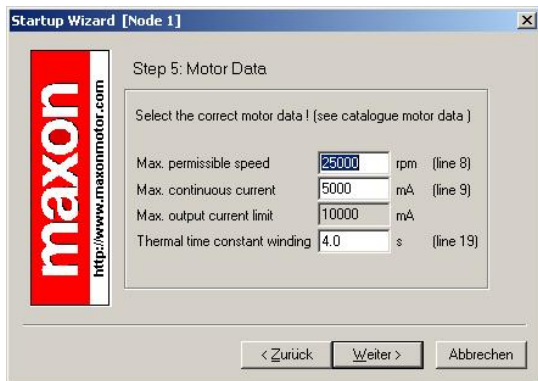 Startup Wizard [Node 1]
maxon
http://www.maxonmotor.com
Step 5: Motor Data
Select the correct motor data ! (see catalogue motor data )
Max. permissible speed 25000 rpm (line 8)
Max. continuous current 5000 mA (line 9)
Max. output current limit 10000 mA
Thermal time constant winding 4.0 s (line 19)
< Zurück Weiter > Abbrechen